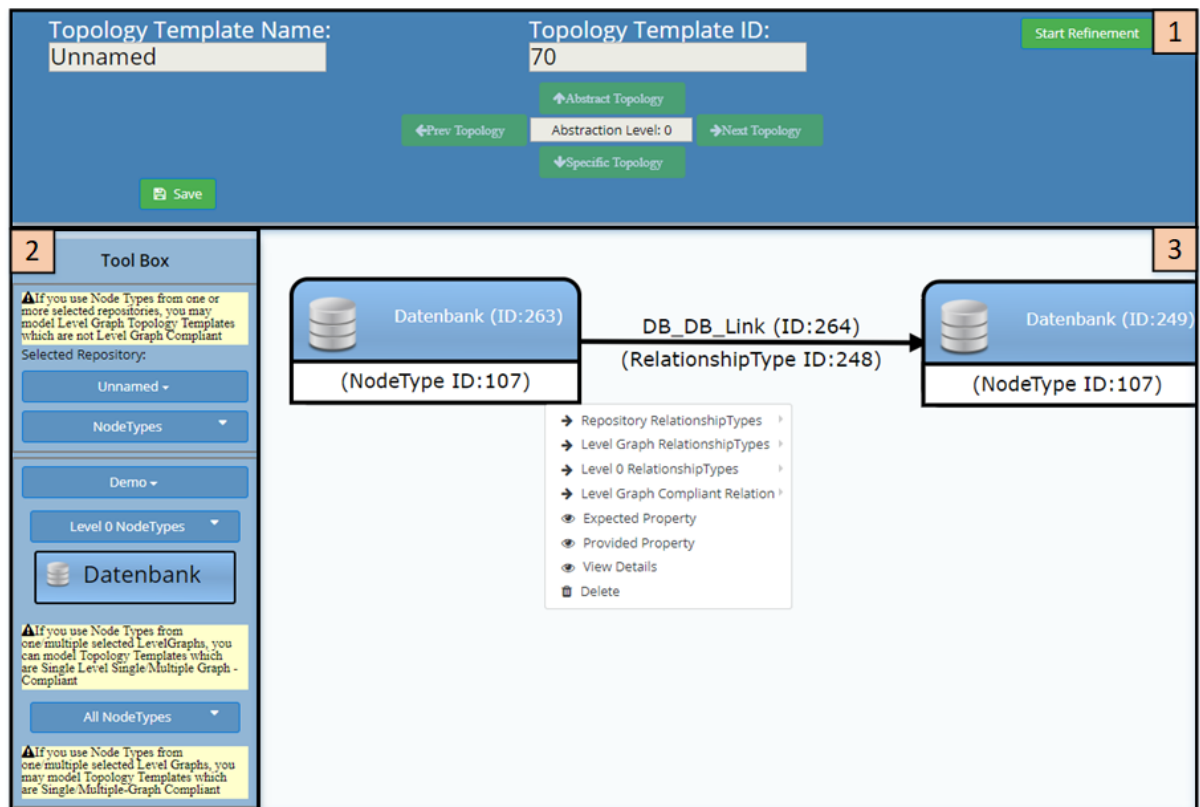 Topology Template Name:
Unnamed
Topology Template ID:
70
Start Refinement
1
Abstract Topology
Prev Topology
Abstraction Level: 0
Next Topology
Specific Topology
Save
2
Tool Box
If you use Node Types from one or
more selected repositories, you may
model Level Graph Topology Templates
which are not Level Graph Compliant
Selected Repository:
Unnamed
NodeTypes
Demo
Level 0 NodeTypes
Datenbank
If you use Node Types from
one/multiple selected LevelGraphs, you
can model Topology Templates which
are Single Level Single/Multiple Graph -
Compliant
All NodeTypes
If you use Node Types from
one/multiple selected Level Graphs, you
may model Topology Templates which
are Single/Multiple-Graph Compliant
3
Datenbank (ID:263)
(NodeType ID:107)
DB_DB_Link (ID:264)
(RelationshipType ID:248)
Datenbank (ID:249)
(NodeType ID:107)
Repository RelationshipTypes
Level Graph RelationshipTypes
Level 0 RelationshipTypes
Level Graph Compliant Relation
Expected Property
Provided Property
View Details
Delete